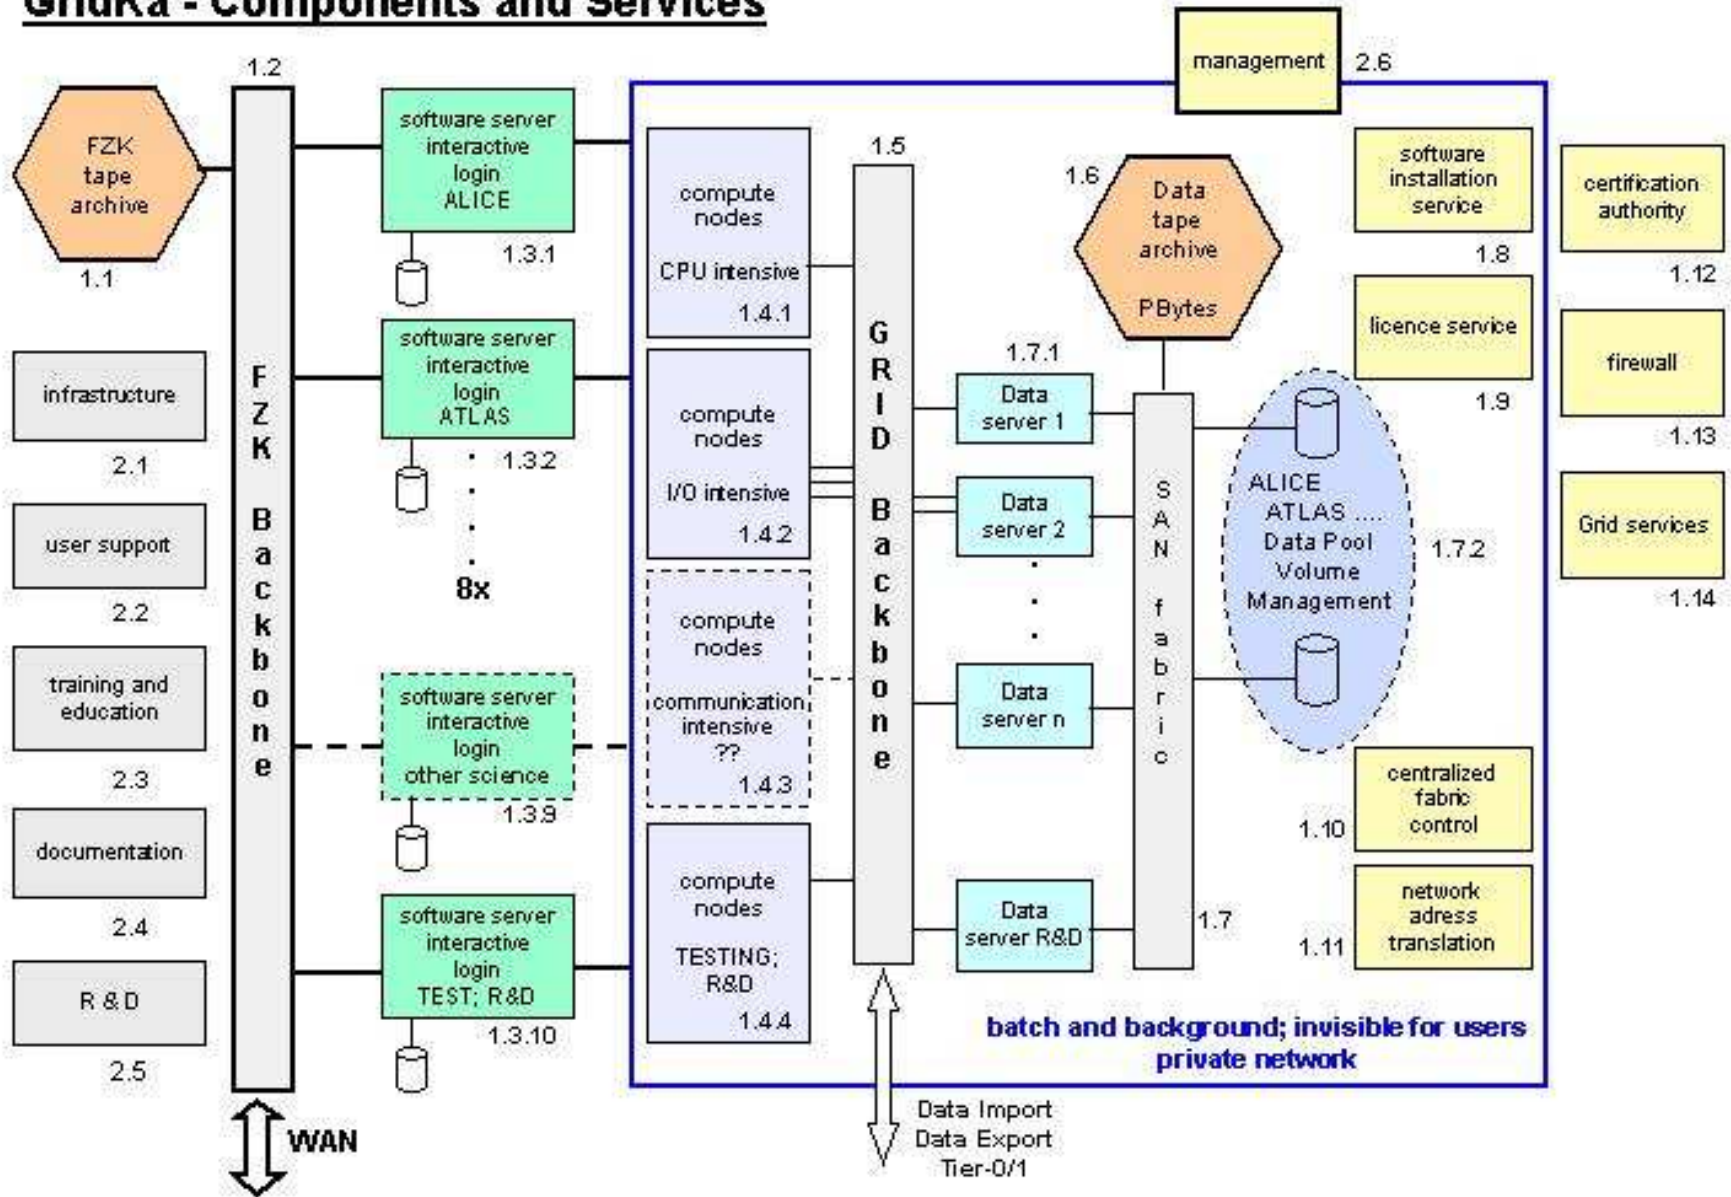 GridKa - Components and Services
1.2
FZK
tape
archive
1.1
infrastructure
2.1
user support
2.2
training and
education
2.3
documentation
2.4
R & D
2.5
FZK Backbone
WAN
software server
interactive
login
ALICE
1.3.1
software server
interactive
login
ATLAS
1.3.2
8x
software server
interactive
login
other science
1.3.9
software server
interactive
login
TEST; R&D
1.3.10
compute
nodes
CPU intensive
1.4.1
compute
nodes
I/O intensive
1.4.2
compute
nodes
communication
intensive
??
1.4.3
compute
nodes
TESTING;
R&D
1.4.4
1.5
GRID Backbone
Data Import
Data Export
Tier-0/1
1.6
Data
tape
archive
PBytes
1.7.1
Data
server 1
Data
server 2
Data
server n
Data
server R&D
SAN fabric
1.7
ALICE
ATLAS ....
Data Pool
Volume
Management
1.7.2
management
2.6
software
installation
service
1.8
licence service
1.9
centralized
fabric
control
1.10
network
adress
translation
1.11
batch and background; invisible for users
private network
certification
authority
1.12
firewall
1.13
Grid services
1.14